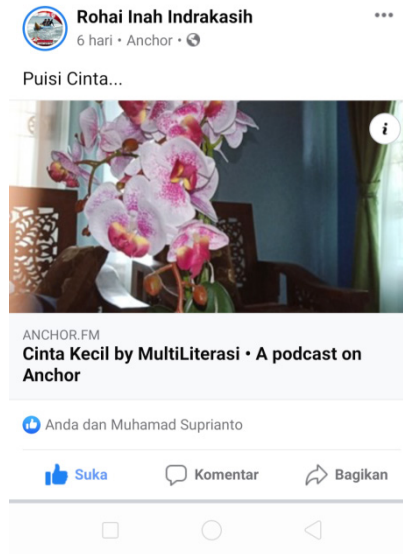 Rohai Inah Indrakasih
6 hari • Anchor •
Puisi Cinta...
i
ANCHOR.FM
Cinta Kecil by MultiLiterasi • A podcast on
Anchor
Anda dan Muhamad Suprianto
Suka
Komentar
Bagikan